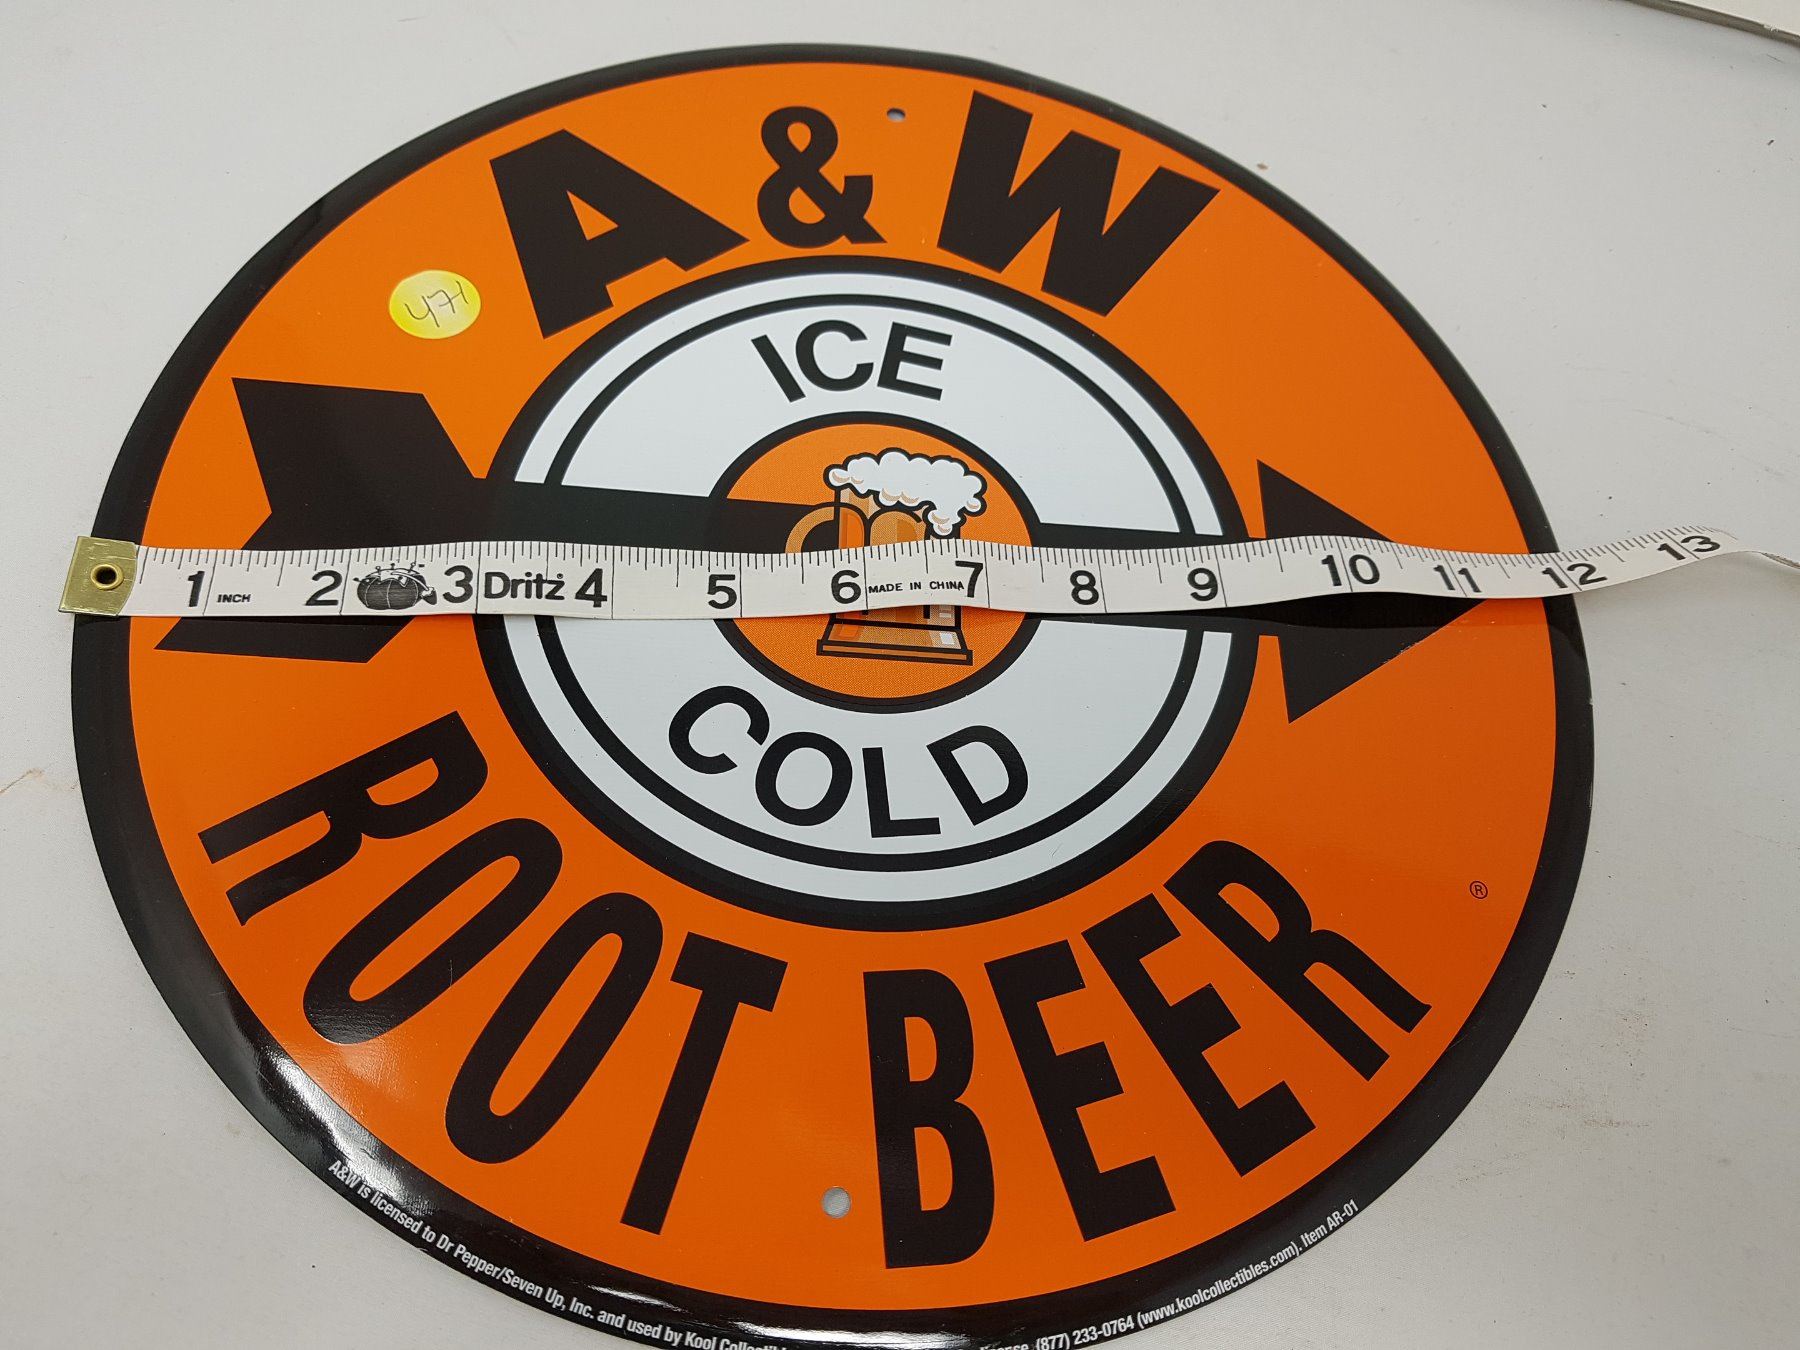 A&W
471
ICE
1 INCH 2 3 Dritz 4 5 6 MADE IN CHINA 7 8 9 10 11 12 13
COLD
ROOT BEER
®
A&W is licensed to Dr Pepper/Seven Up, Inc. and used by Kool (877) 233-0764 (www.koolcollectibles.com). Item AR-01